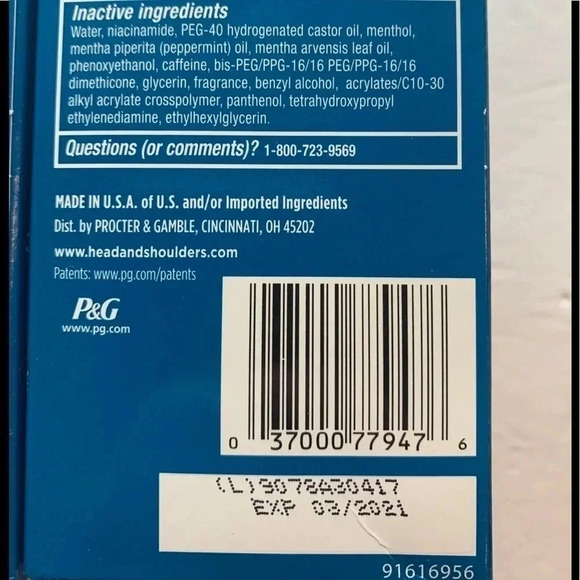 Inactive ingredients
Water, niacinamide, PEG-40 hydrogenated castor oil, menthol,
mentha piperita (peppermint) oil, mentha arvensis leaf oil,
phenoxyethanol, caffeine, bis-PEG/PPG-16/16 PEG/PPG-16/16
dimethicone, glycerin, fragrance, benzyl alcohol, acrylates/C10-30
alkyl acrylate crosspolymer, panthenol, tetrahydroxypropyl
ethylenediamine, ethylhexylglycerin.
Questions (or comments)? 1-800-723-9569
MADE IN U.S.A. of U.S. and/or Imported Ingredients
Dist. by PROCTER & GAMBLE, CINCINNATI, OH 45202
www.headandshoulders.com
Patents: www.pg.com/patents
P&G
www.pg.com
0 37000 77947 6
(L)9078A30417
EXP 03/2021
91616956